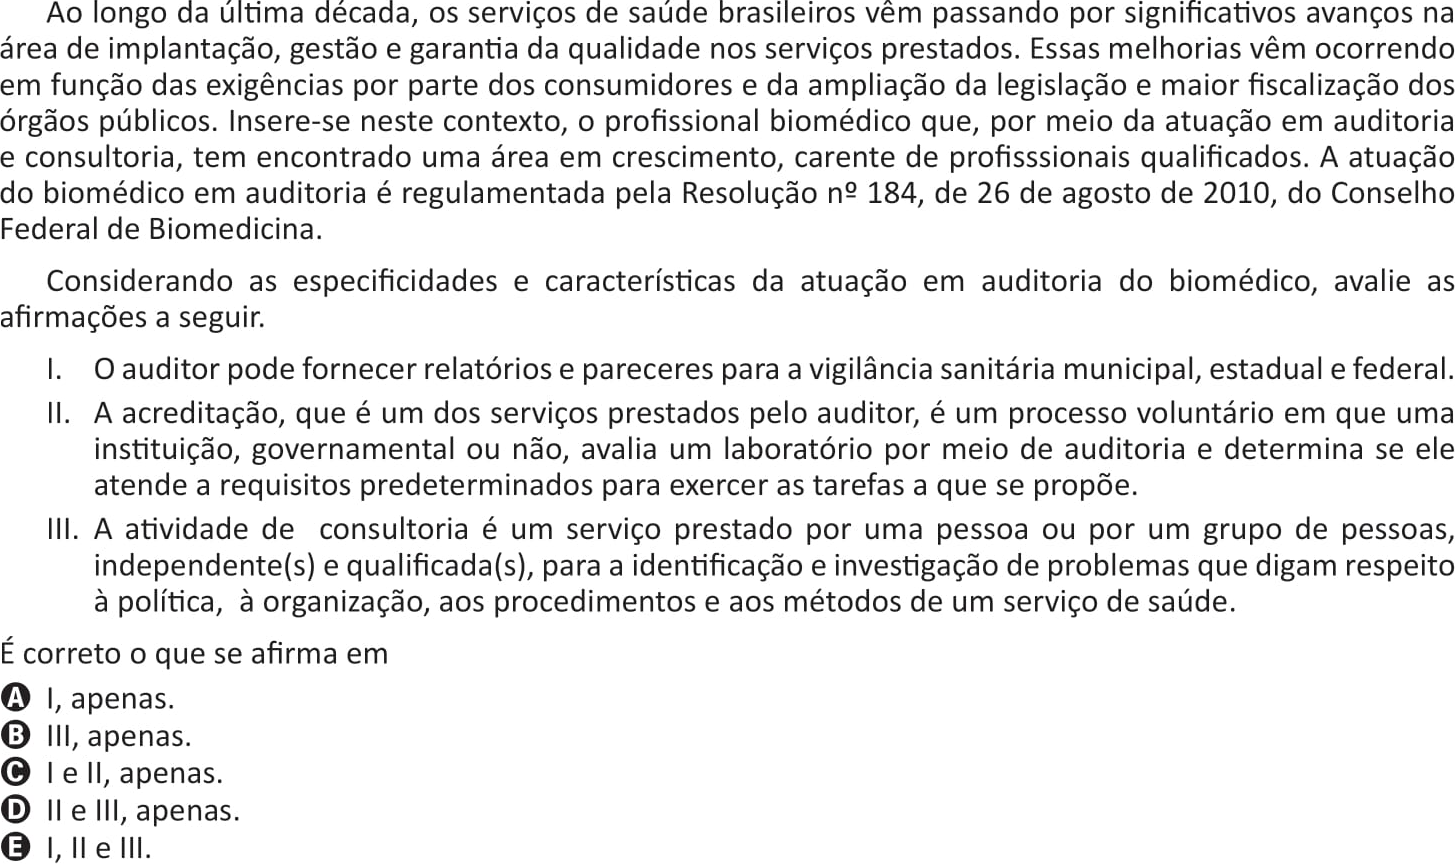 Ao longo da última década, os serviços de saúde brasileiros vêm passando por significativos avanços na
área de implantação, gestão e garantia da qualidade nos serviços prestados. Essas melhorias vêm ocorrendo
em função das exigências por parte dos consumidores e da ampliação da legislação e maior fiscalização dos
órgãos públicos. Insere-se neste contexto, o profissional biomédico que, por meio da atuação em auditoria
e consultoria, tem encontrado uma área em crescimento, carente de profisssionais qualificados. A atuação
do biomédico em auditoria é regulamentada pela Resolução nº 184, de 26 de agosto de 2010, do Conselho
Federal de Biomedicina.
Considerando as especificidades e características da atuação em auditoria do biomédico, avalie as
afirmações a seguir.
I. O auditor pode fornecer relatórios e pareceres para a vigilância sanitária municipal, estadual e federal.
II. A acreditação, que é um dos serviços prestados pelo auditor, é um processo voluntário em que uma
instituição, governamental ou não, avalia um laboratório por meio de auditoria e determina se ele
atende a requisitos predeterminados para exercer as tarefas a que se propõe.
III. A atividade de consultoria é um serviço prestado por uma pessoa ou por um grupo de pessoas,
independente(s) e qualificada(s), para a identificação e investigação de problemas que digam respeito
à política, à organização, aos procedimentos e aos métodos de um serviço de saúde.
É correto o que se afirma em
A I, apenas.
B III, apenas.
C I e II, apenas.
D II e III, apenas.
E I, II e III.